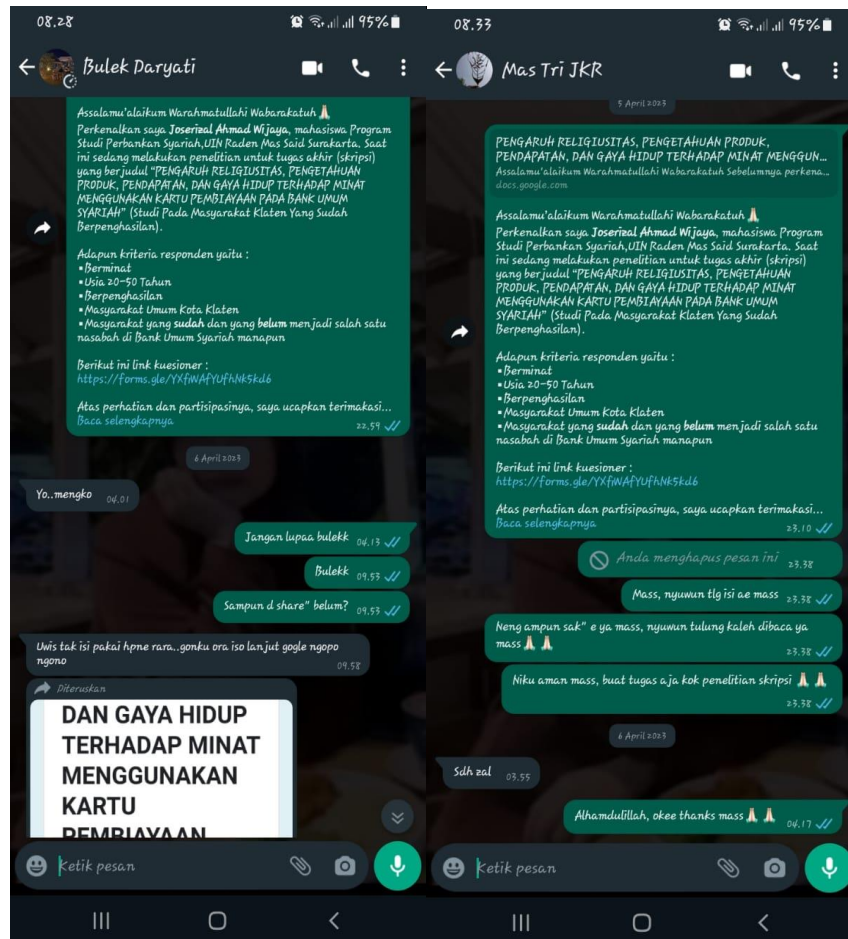 08.28
95%
Bulek Daryati
Assalamu'alaikum Warahmatullahi Wabarakatuh 🙏🏻
Perkenalkan saya Joserizal Ahmad Wijaya, mahasiswa Program
Studi Perbankan Syariah,UIN Raden Mas Said Surakarta. Saat
ini sedang melakukan penelitian untuk tugas akhir (skripsi)
yang berjudul "PENGARUH RELIGIUSITAS, PENGETAHUAN
PRODUK, PENDAPATAN, DAN GAYA HIDUP TERHADAP MINAT
MENGGUNAKAN KARTU PEMBIAYAAN PADA BANK UMUM
SYARIAH" (Studi Pada Masyarakat Klaten Yang Sudah
Berpenghasilan).
Adapun kriteria responden yaitu :
▪Berminat
▪Usia 20-50 Tahun
▪Berpenghasilan
▪Masyarakat Umum Kota Klaten
▪Masyarakat yang sudah dan yang belum menjadi salah satu
nasabah di Bank Umum Syariah manapun
Berikut ini link kuesioner :
https://forms.gle/YXfiWAfYUfhNk5kd6
Atas perhatian dan partisipasinya, saya ucapkan terimakasi...
Baca selengkapnya
22.59
6 April 2023
Yo..mengko 04.01
Jangan lupaa bulekk 04.13
Bulekk 09.53
Sampun d share" belum? 09.53
Uwis tak isi pakai hpne rara..gonku ora iso lanjut gogle ngopo
ngono
09.58
Diteruskan
DAN GAYA HIDUP
TERHADAP MINAT
MENGGUNAKAN
KARTU
PEMBIAYAAN
Ketik pesan
08.33
95%
Mas Tri JKR
5 April 2023
PENGARUH RELIGIUSITAS, PENGETAHUAN PRODUK,
PENDAPATAN, DAN GAYA HIDUP TERHADAP MINAT MENGGUN...
Assalamu'alaikum Warahmatullahi Wabarakatuh Sebelumnya perkena...
docs.google.com
Assalamu'alaikum Warahmatullahi Wabarakatuh 🙏🏻
Perkenalkan saya Joserizal Ahmad Wijaya, mahasiswa Program
Studi Perbankan Syariah,UIN Raden Mas Said Surakarta. Saat
ini sedang melakukan penelitian untuk tugas akhir (skripsi)
yang berjudul "PENGARUH RELIGIUSITAS, PENGETAHUAN
PRODUK, PENDAPATAN, DAN GAYA HIDUP TERHADAP MINAT
MENGGUNAKAN KARTU PEMBIAYAAN PADA BANK UMUM
SYARIAH" (Studi Pada Masyarakat Klaten Yang Sudah
Berpenghasilan).
Adapun kriteria responden yaitu :
▪Berminat
▪Usia 20-50 Tahun
▪Berpenghasilan
▪Masyarakat Umum Kota Klaten
▪Masyarakat yang sudah dan yang belum menjadi salah satu
nasabah di Bank Umum Syariah manapun
Berikut ini link kuesioner :
https://forms.gle/YXfiWAfYUfhNk5kd6
Atas perhatian dan partisipasinya, saya ucapkan terimakasi...
Baca selengkapnya
23.10
Anda menghapus pesan ini 23.38
Mass, nyuwun tlg isi ae mass 23.38
Neng ampun sak" e ya mass, nyuwun tulung kaleh dibaca ya
mass 🙏🏻 🙏🏻
23.38
Niku aman mass, buat tugas aja kok penelitian skripsi 🙏🏻 🙏🏻
23.38
6 April 2023
Sdh zal 03.55
Alhamdulillah, okee thanks mass 🙏🏻 🙏🏻 04.17
Ketik pesan